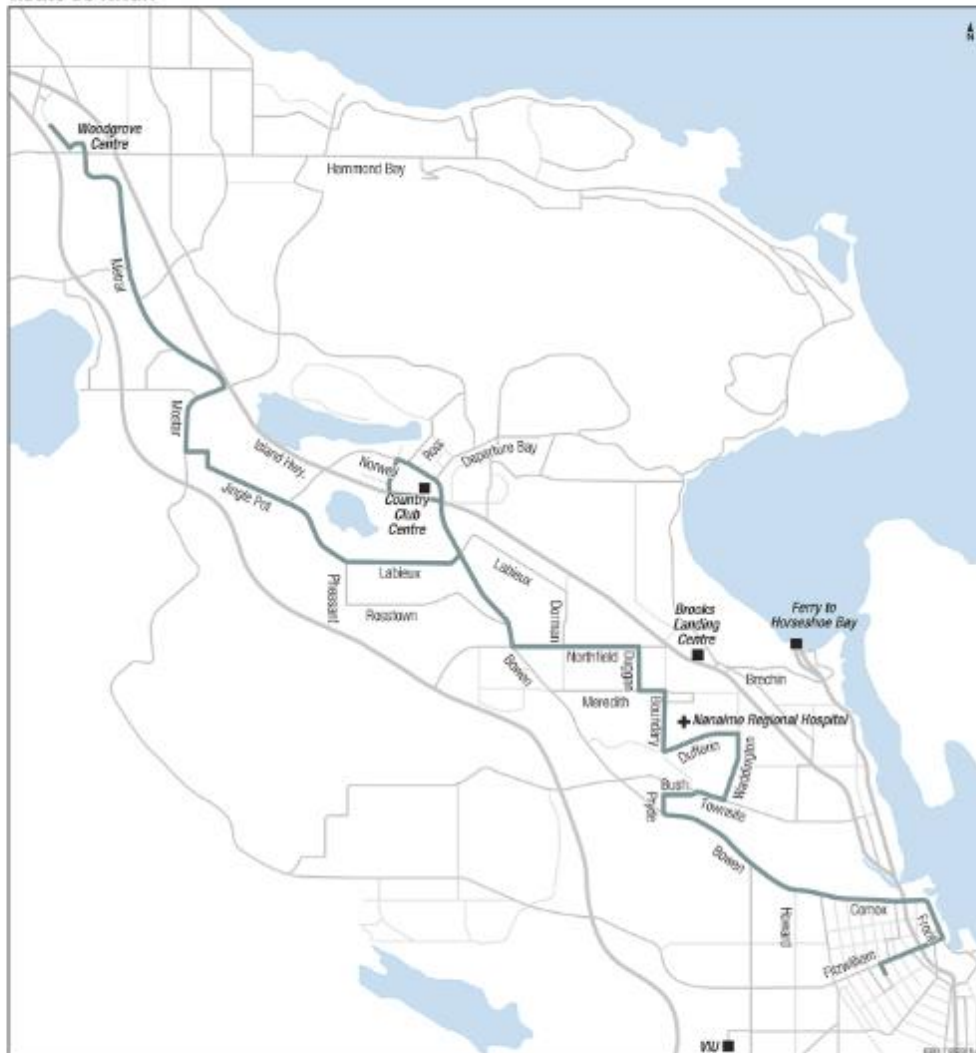 N
Woodgrove
Centre
Hammond Bay
Metral
Mostar
Island Hwy.
Norwell
Ross
Departure Bay
Jingle Pot
Country
Club
Centre
Labieux
Labieux
Pheasant
Rosstown
Dorman
Brooks
Landing
Centre
Ferry to
Horseshoe Bay
Bowen
Northfield
Duggan
Brechin
Meredith
Boundary
Nanaimo Regional Hospital
Dufferin
Waddington
Bush
Pryde
Townsite
Bowen
Howard
Comox
Front
Fitzwilliam
VIU